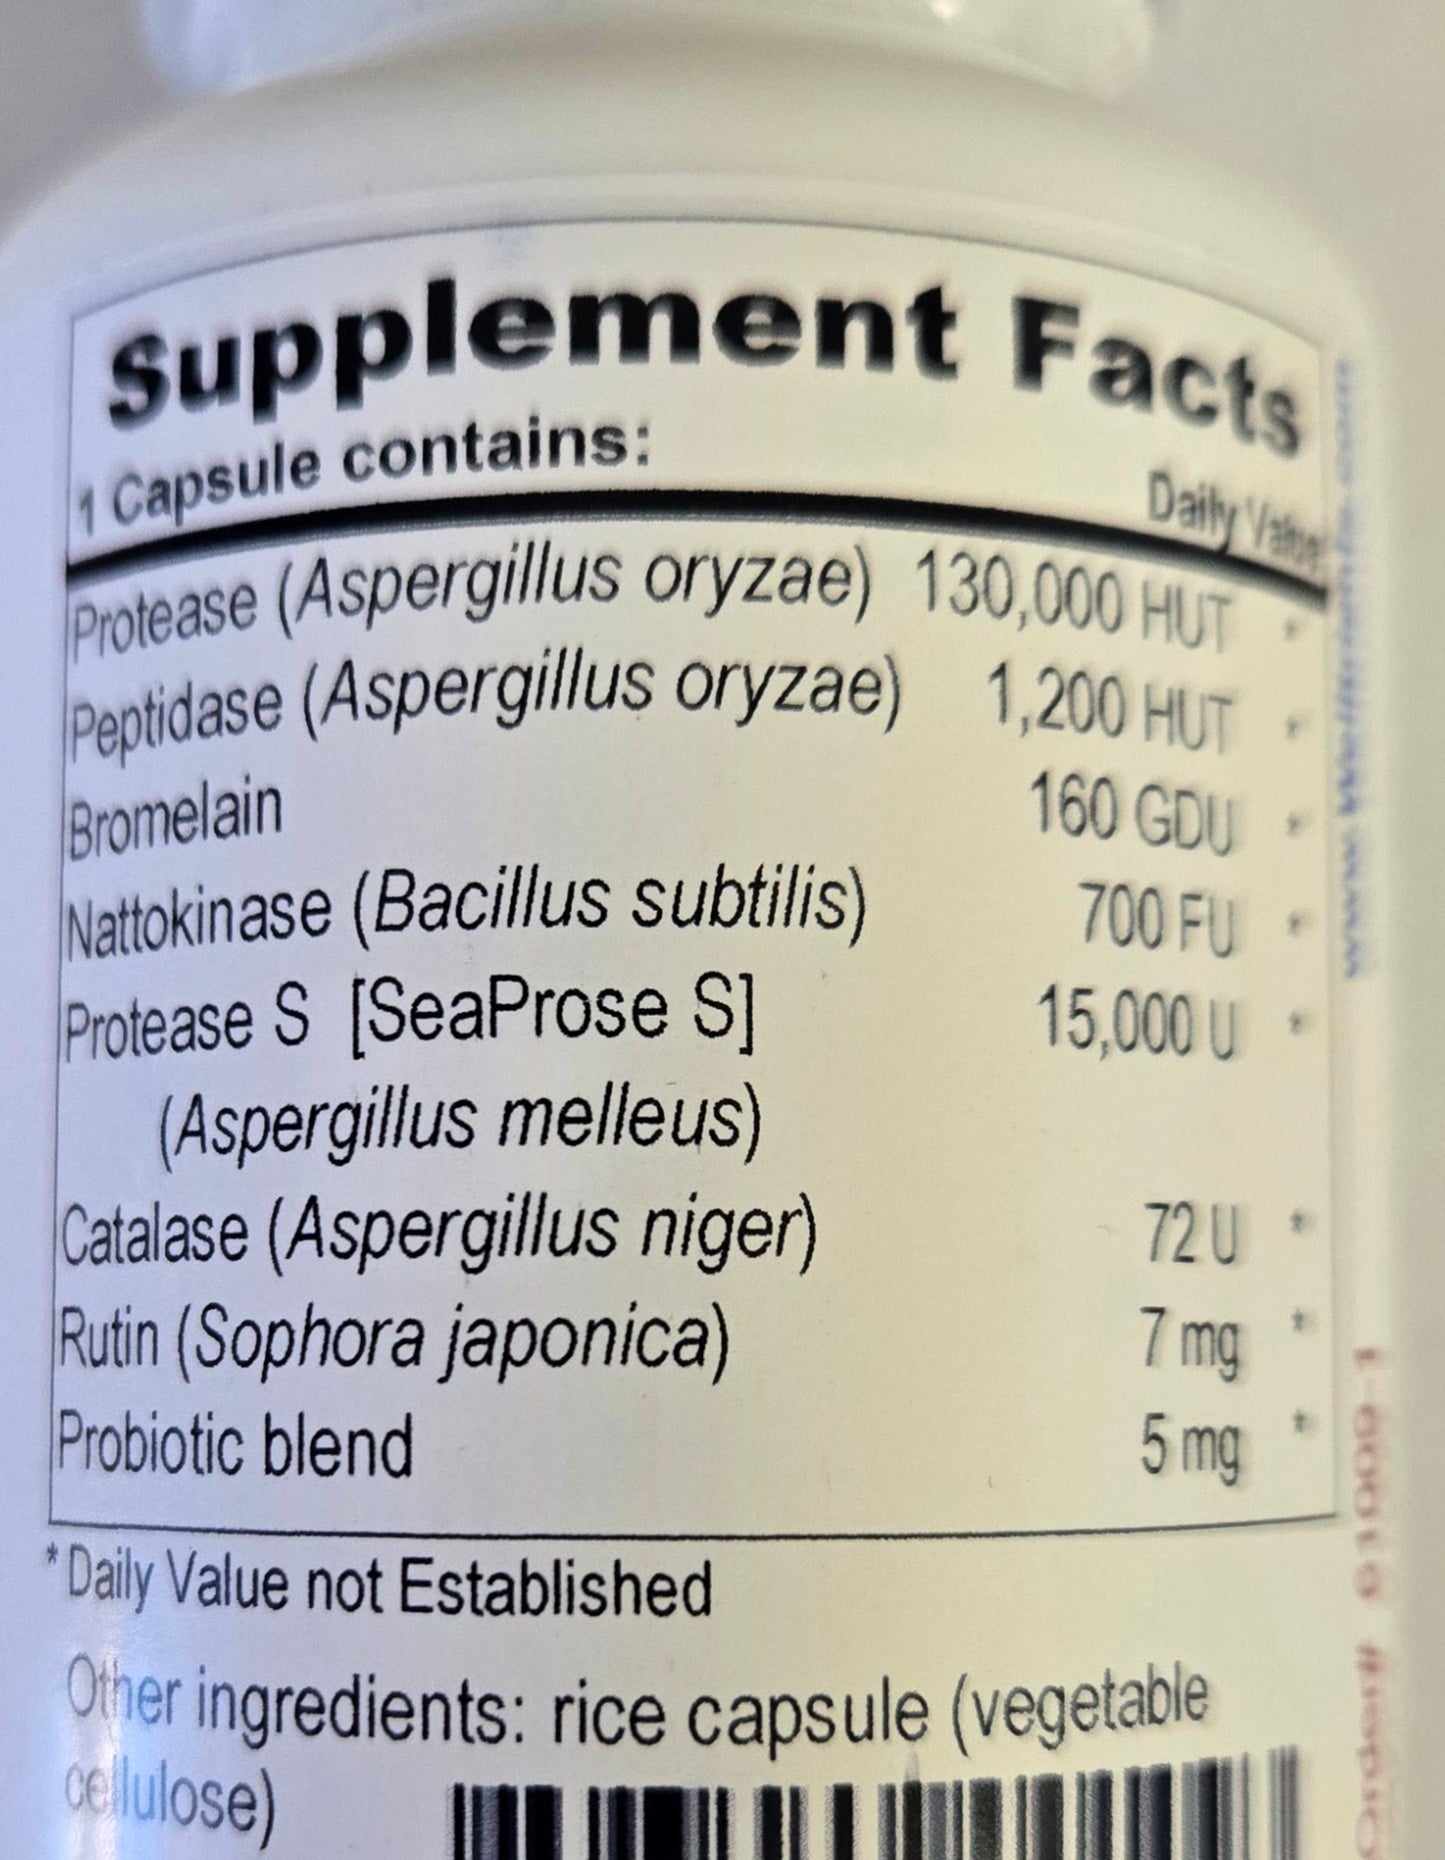 Supplement Facts
1 Capsule contains:
Daily Value
Protease (Aspergillus oryzae) 130,000 HUT *
Peptidase (Aspergillus oryzae) 1,200 HUT *
Bromelain 160 GDU *
Nattokinase (Bacillus subtilis) 700 FU *
Protease S [SeaProse S] 15,000 U *
(Aspergillus melleus)
Catalase (Aspergillus niger) 72 U *
Rutin (Sophora japonica) 7 mg *
Probiotic blend 5 mg *
* Daily Value not Established
Other ingredients: rice capsule (vegetable
cellulose)